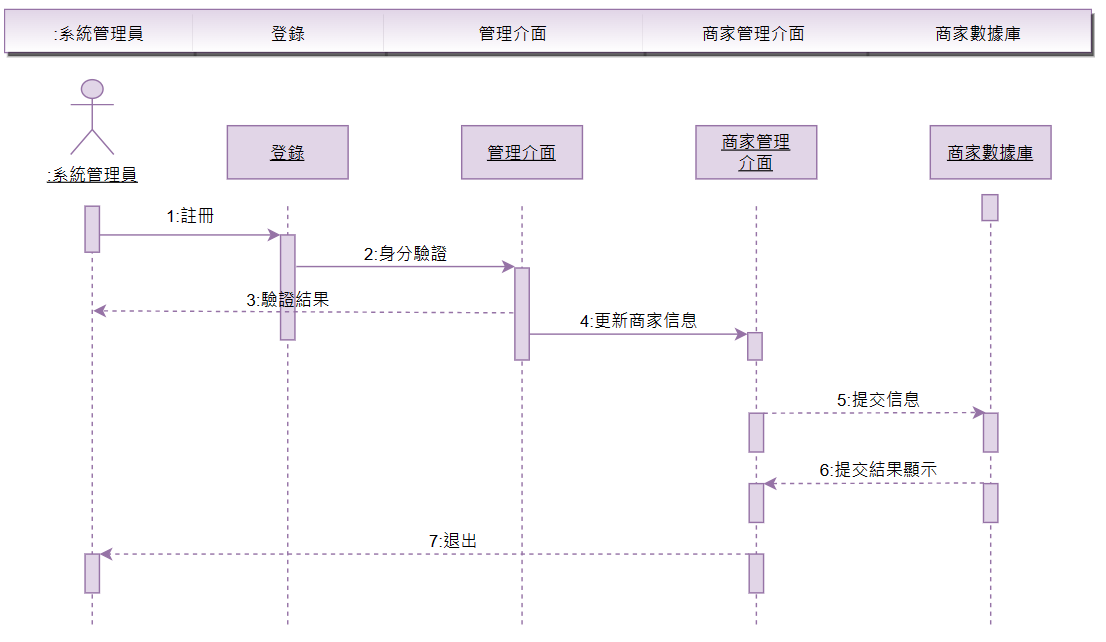 :系統管理員 登錄 管理介面 商家管理介面 商家數據庫
:系統管理員
登錄
管理介面
商家管理
介面
商家數據庫
1:註冊
2:身分驗證
3:驗證結果
4:更新商家信息
5:提交信息
6:提交結果顯示
7:退出